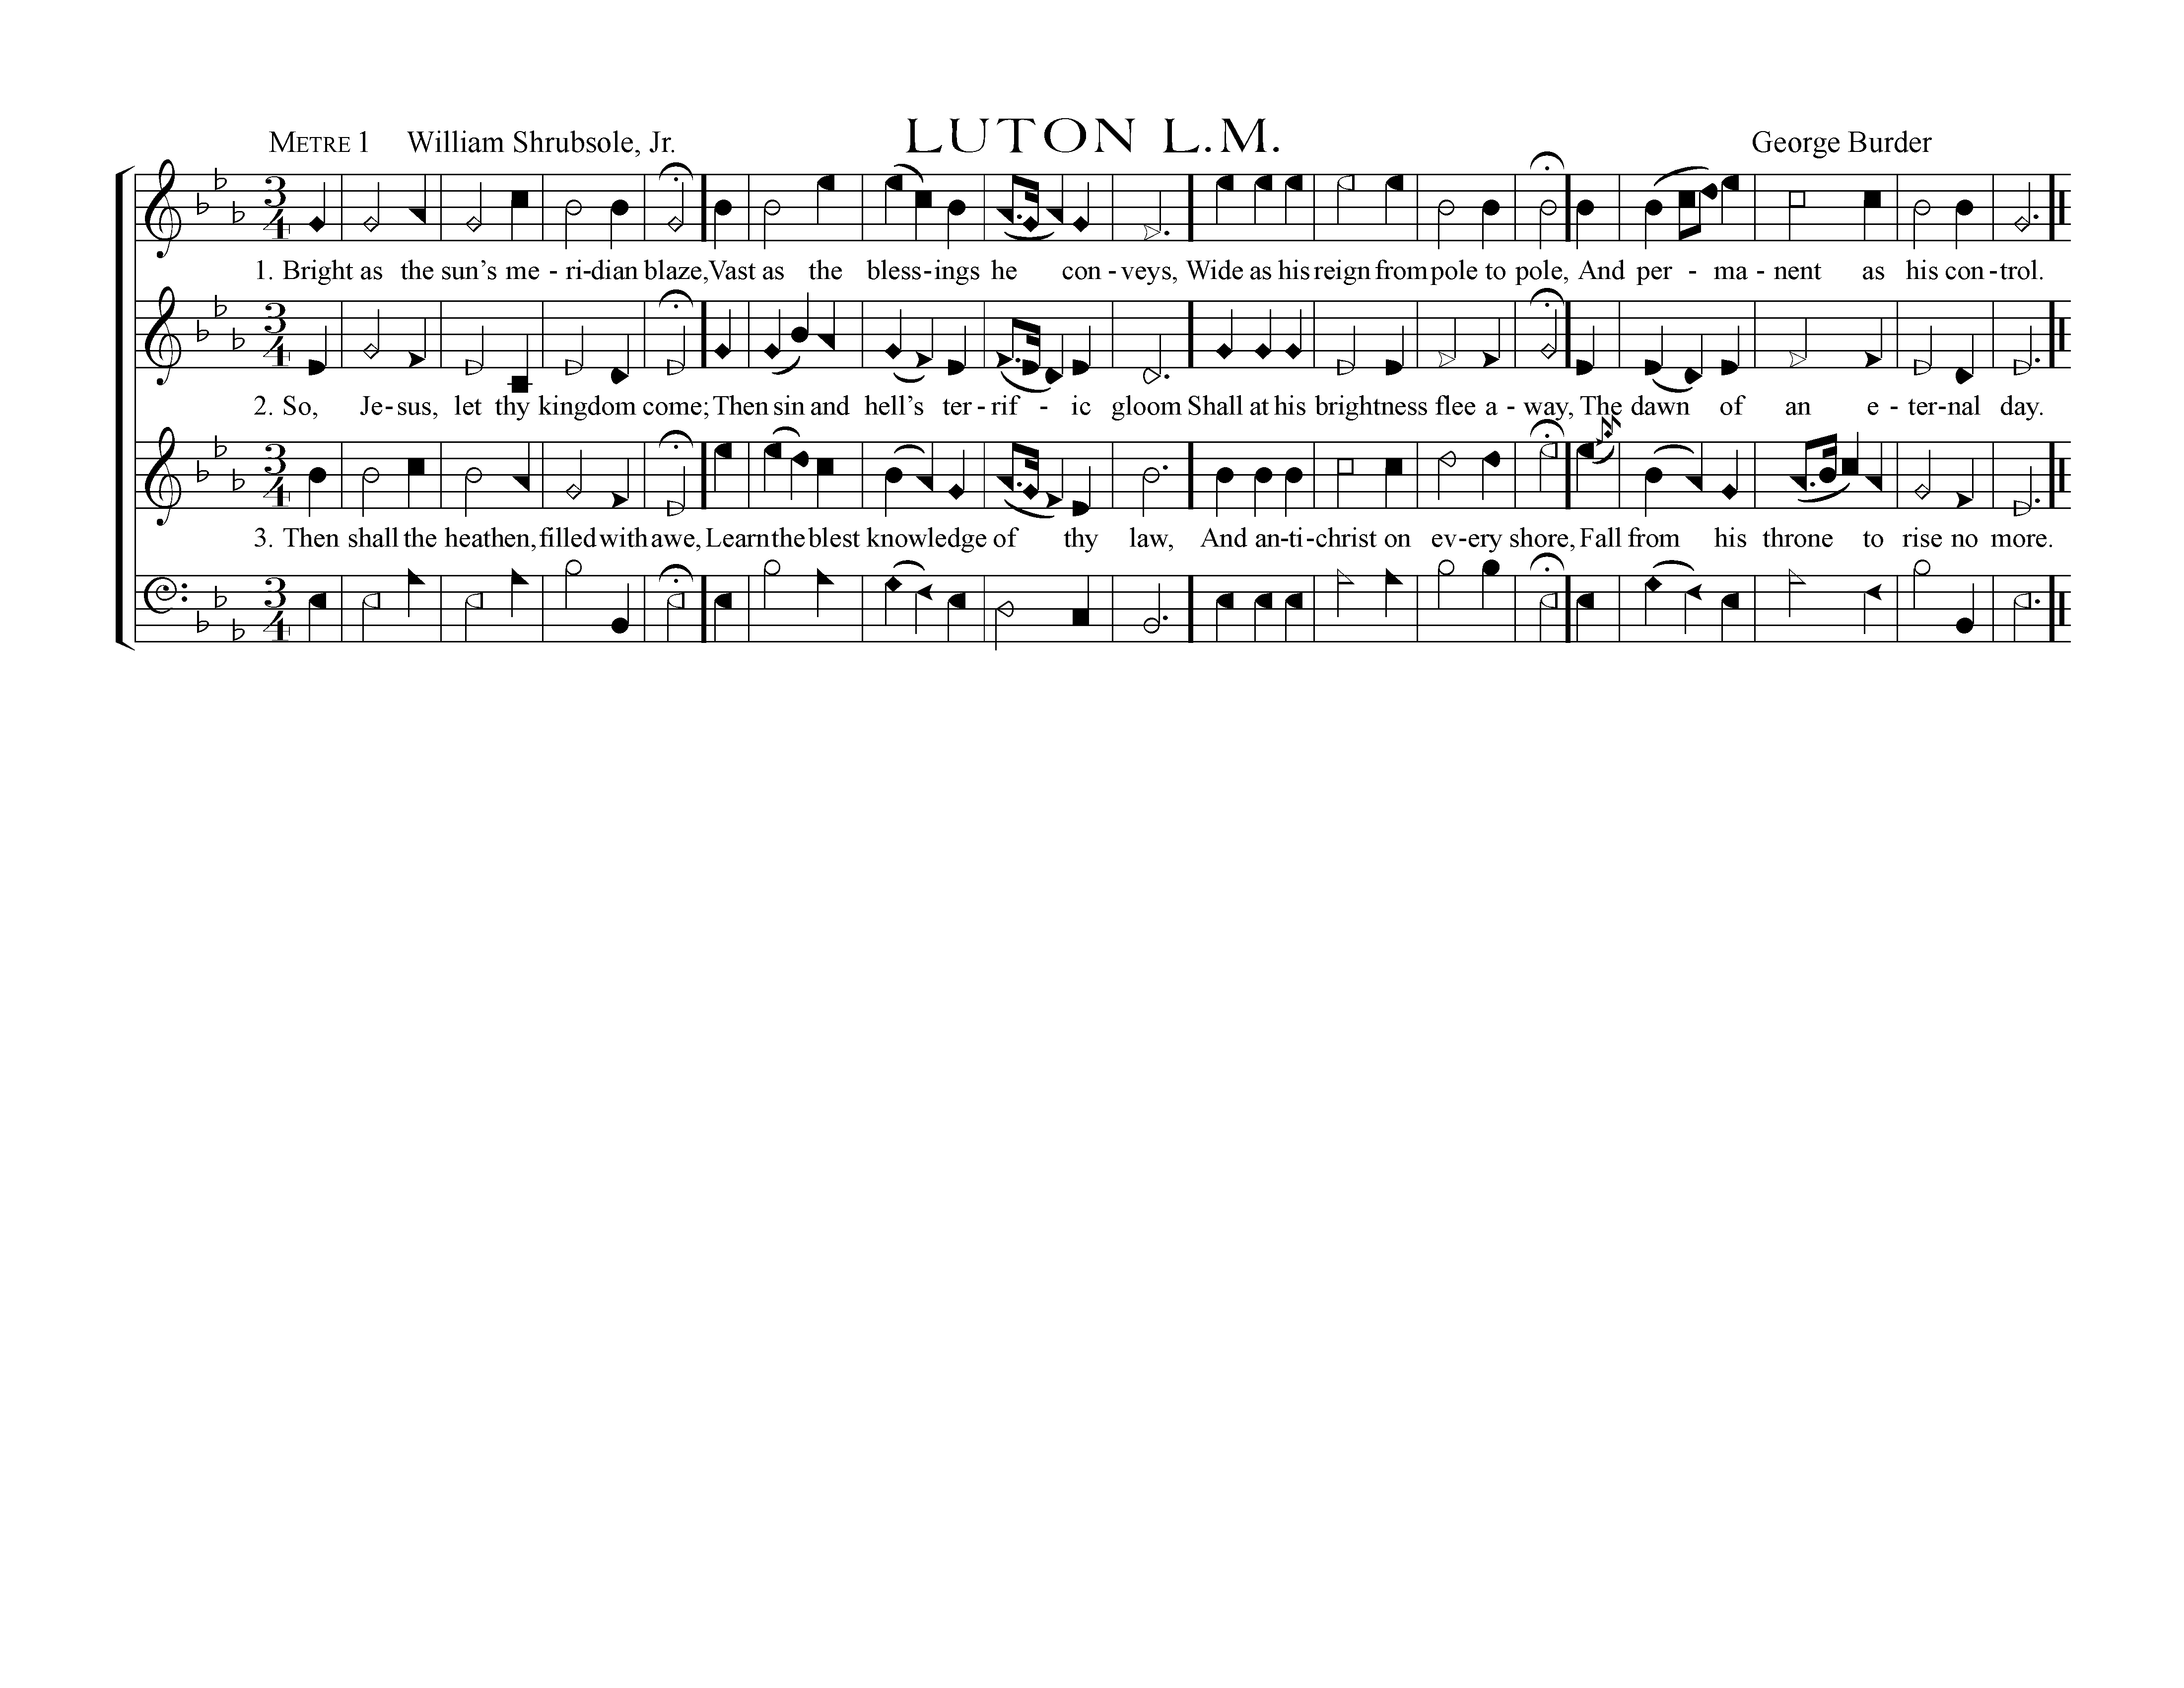 METRE 1 William Shrubsole, Jr. LUTON L.M. George Burder
3 4
1. Bright as the sun's me - ri-dian blaze, Vast as the bless-ings he con-veys, Wide as his reign from pole to pole, And per - ma - nent as his con-trol.
3 4
2. So, Je-sus, let thy kingdom come; Then sin and hell's ter-rif - ic gloom Shall at his brightness flee a - way, The dawn of an e - ter-nal day.
3 4
3. Then shall the heathen, filled with awe, Learn the blest knowledge of thy law, And an-ti-christ on ev-ery shore, Fall from his throne to rise no more.
3 4